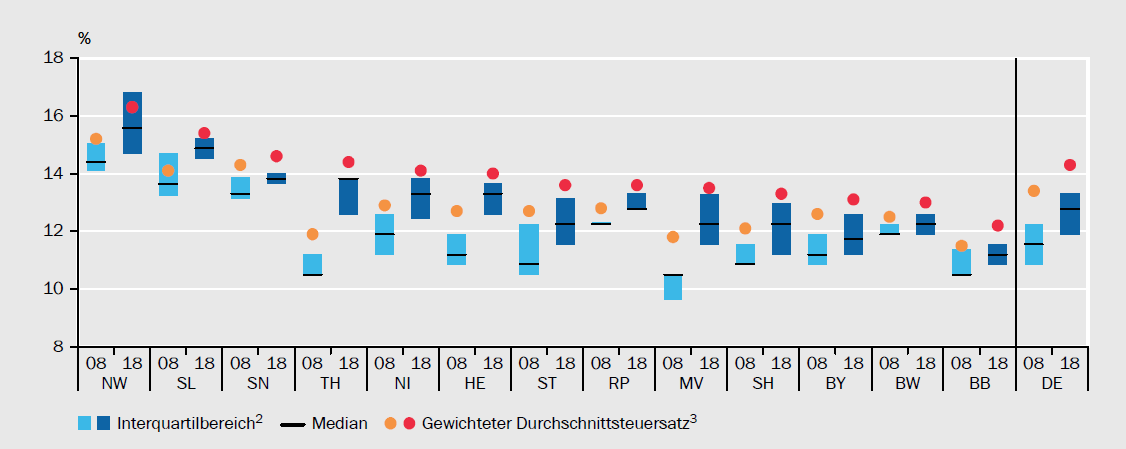 %
18
16
14
12
10
8
08 18 08 18 08 18 08 18 08 18 08 18 08 18 08 18 08 18 08 18 08 18 08 18 08 18 08 18
NW SL SN TH NI HE ST RP MV SH BY BW BB DE
Interquartilbereich² Median Gewichteter Durchschnittsteuersatz³